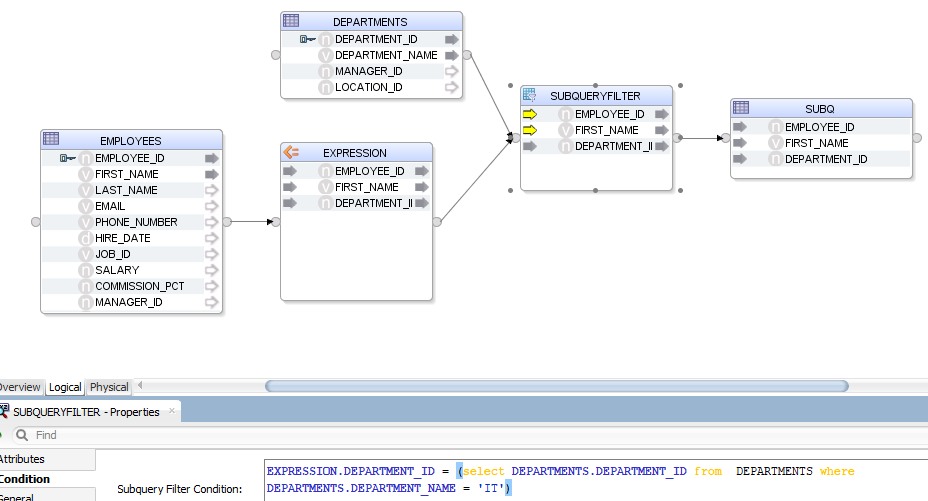 DEPARTMENTS
DEPARTMENT_ID
DEPARTMENT_NAME
MANAGER_ID
LOCATION_ID
EMPLOYEES
EMPLOYEE_ID
FIRST_NAME
LAST_NAME
EMAIL
PHONE_NUMBER
HIRE_DATE
JOB_ID
SALARY
COMMISSION_PCT
MANAGER_ID
EXPRESSION
EMPLOYEE_ID
FIRST_NAME
DEPARTMENT_II
SUBQUERYFILTER
EMPLOYEE_ID
FIRST_NAME
DEPARTMENT_II
SUBQ
EMPLOYEE_ID
FIRST_NAME
DEPARTMENT_ID
Overview Logical Physical
SUBQUERYFILTER - Properties ×
Find
Attributes
Condition
General
Subquery Filter Condition:
EXPRESSION.DEPARTMENT_ID = (select DEPARTMENTS.DEPARTMENT_ID from DEPARTMENTS where
DEPARTMENTS.DEPARTMENT_NAME = 'IT')